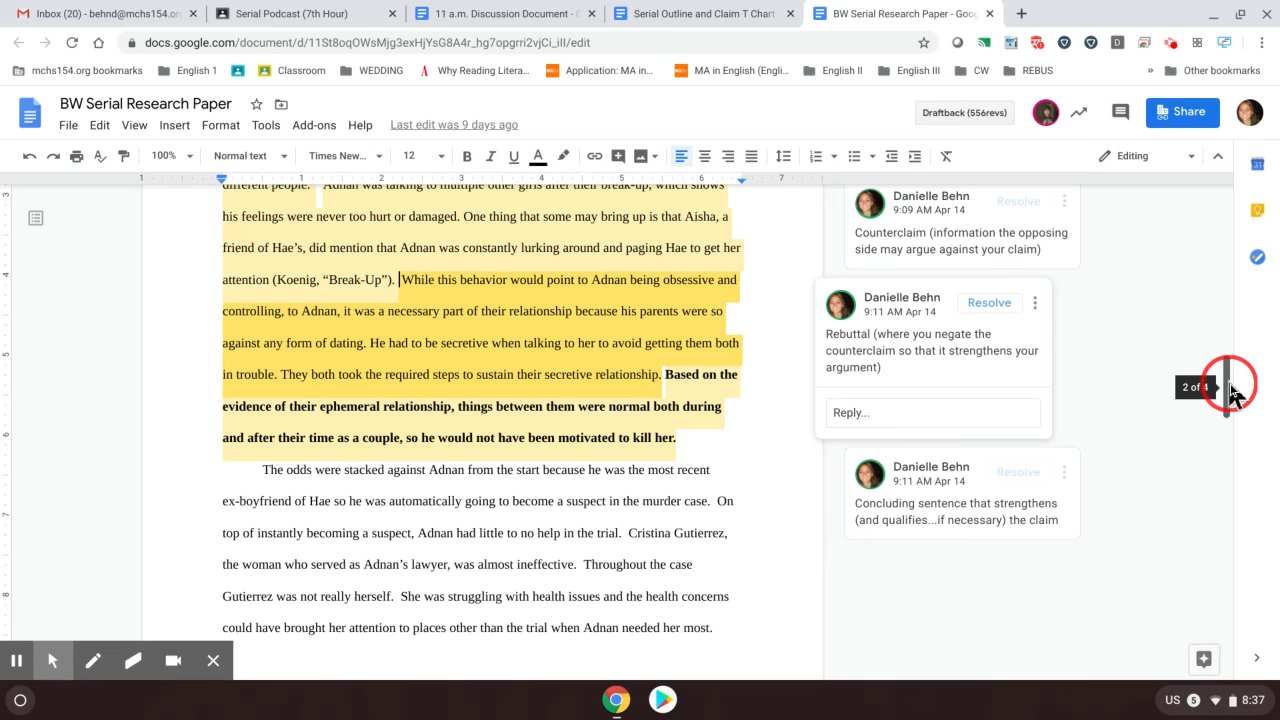 Inbox (20) - behnd@mchs154.or
Serial Podcast (7th Hour)
11 a.m. Discussion Document -
Serial Outline and Claim T Chart
BW Serial Research Paper - Goo
docs.google.com/document/d/11St8oqOWsMjg3exHjYsG8A4r_hg7opgrri2vjCi_iII/edit
mchs154.org bookmarks
English 1
Classroom
WEDDING
Why Reading Litera...
Application: MA in...
MA in English (Engli...
English II
English III
CW
REBUS
»
Other bookmarks
BW Serial Research Paper
Draftback (556revs)
Share
File Edit View Insert Format Tools Add-ons Help Last edit was 9 days ago
100% Normal text Times New... 12 B I U A Editing
1 1 2 3 4 5 6 7
3
4
5
6
7
8
different people. Adnan was talking to multiple other girls after their break-up, which shows
his feelings were never too hurt or damaged. One thing that some may bring up is that Aisha, a
friend of Hae's, did mention that Adnan was constantly lurking around and paging Hae to get her
attention (Koenig, “Break-Up”). While this behavior would point to Adnan being obsessive and
controlling, to Adnan, it was a necessary part of their relationship because his parents were so
against any form of dating. He had to be secretive when talking to her to avoid getting them both
in trouble. They both took the required steps to sustain their secretive relationship. Based on the
evidence of their ephemeral relationship, things between them were normal both during
and after their time as a couple, so he would not have been motivated to kill her.
The odds were stacked against Adnan from the start because he was the most recent
ex-boyfriend of Hae so he was automatically going to become a suspect in the murder case. On
top of instantly becoming a suspect, Adnan had little to no help in the trial. Cristina Gutierrez,
the woman who served as Adnan's lawyer, was almost ineffective. Throughout the case
Gutierrez was not really herself. She was struggling with health issues and the health concerns
could have brought her attention to places other than the trial when Adnan needed her most.
Danielle Behn
9:09 AM Apr 14
Resolve
Counterclaim (information the opposing
side may argue against your claim)
Danielle Behn
9:11 AM Apr 14
Resolve
Rebuttal (where you negate the
counterclaim so that it strengthens your
argument)
Reply...
Danielle Behn
9:11 AM Apr 14
Resolve
Concluding sentence that strengthens
(and qualifies...if necessary) the claim
2 of 4
31
US 5 8:37